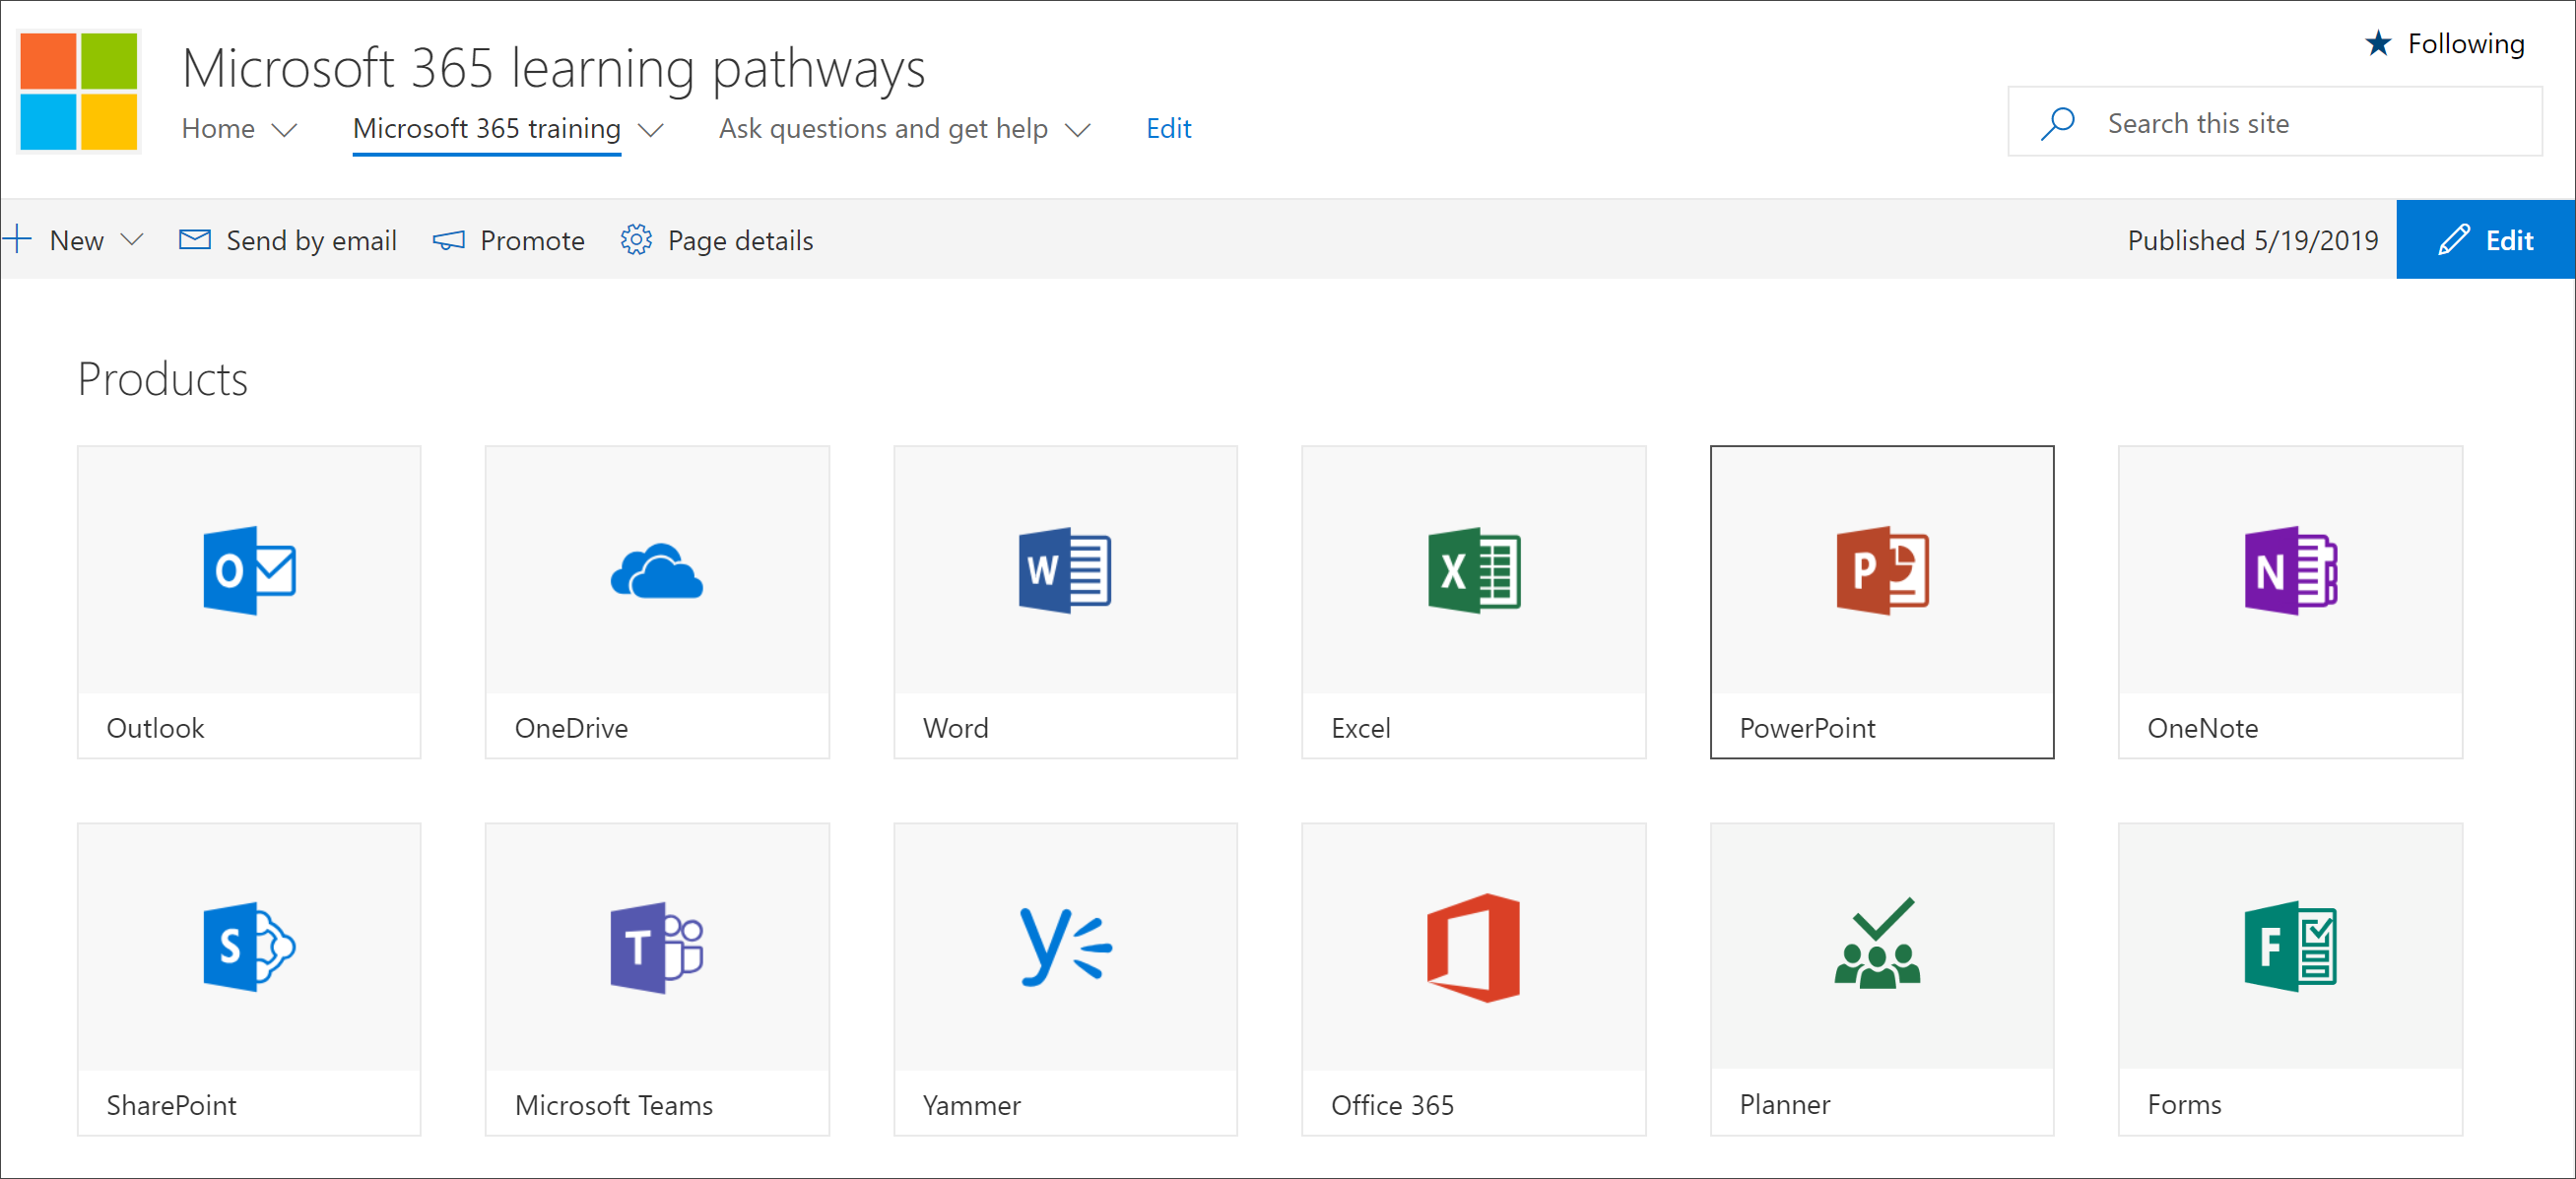 Microsoft 365 learning pathways
Following
Home Microsoft 365 training Ask questions and get help Edit
Search this site
New Send by email Promote Page details Published 5/19/2019 Edit
Products
O W X P N
Outlook OneDrive Word Excel PowerPoint OneNote
S T y F
SharePoint Microsoft Teams Yammer Office 365 Planner Forms